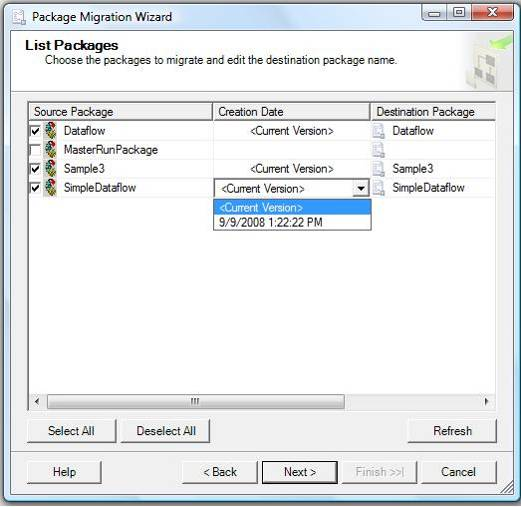 Package Migration Wizard
List Packages
Choose the packages to migrate and edit the destination package name.
Source Package Creation Date Destination Package
Dataflow <Current Version> Dataflow
MasterRunPackage
Sample3 <Current Version> Sample3
SimpleDataflow <Current Version> SimpleDataflow
<Current Version>
9/9/2008 1:22:22 PM
Select All Deselect All Refresh
Help < Back Next > Finish >>| Cancel